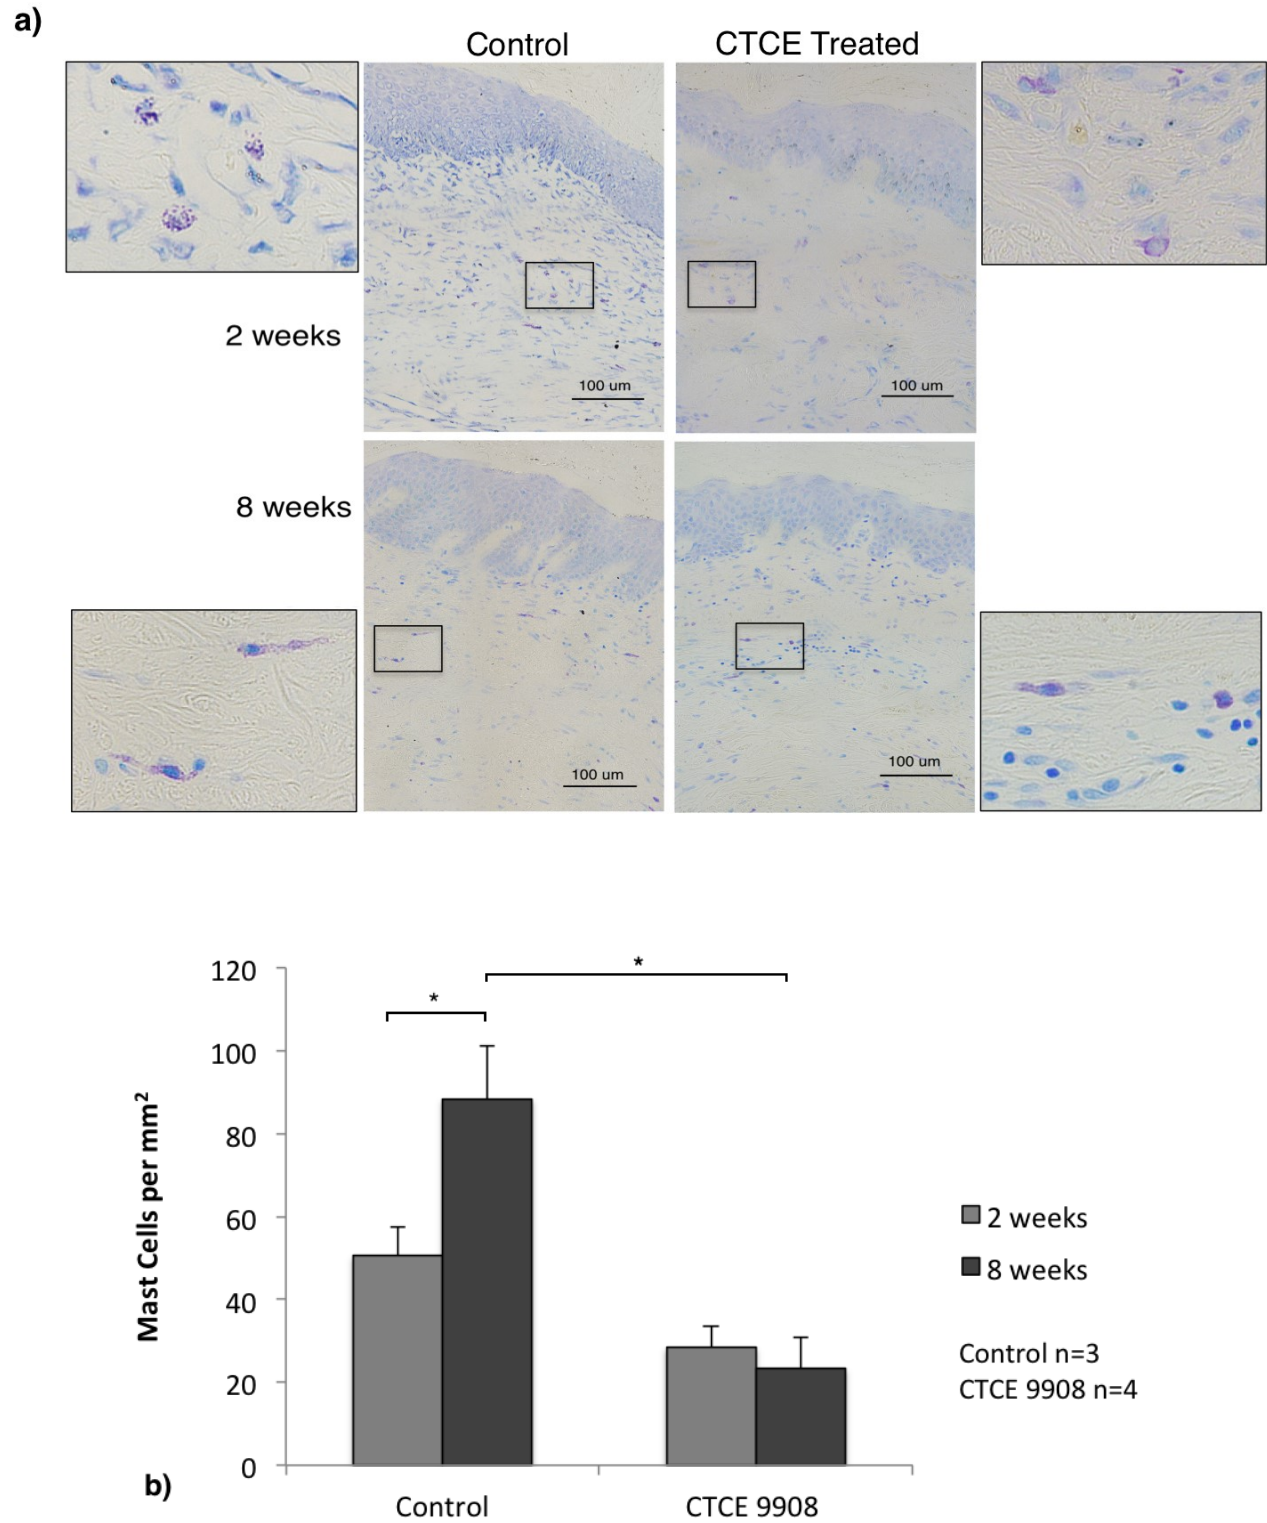 a)
Control
CTCE Treated
2 weeks
100 um
100 um
8 weeks
100 um
100 um
120
100
80
60
40
20
0
Mast Cells per mm²
*
*
2 weeks
8 weeks
Control n=3
CTCE 9908 n=4
b)
Control
CTCE 9908